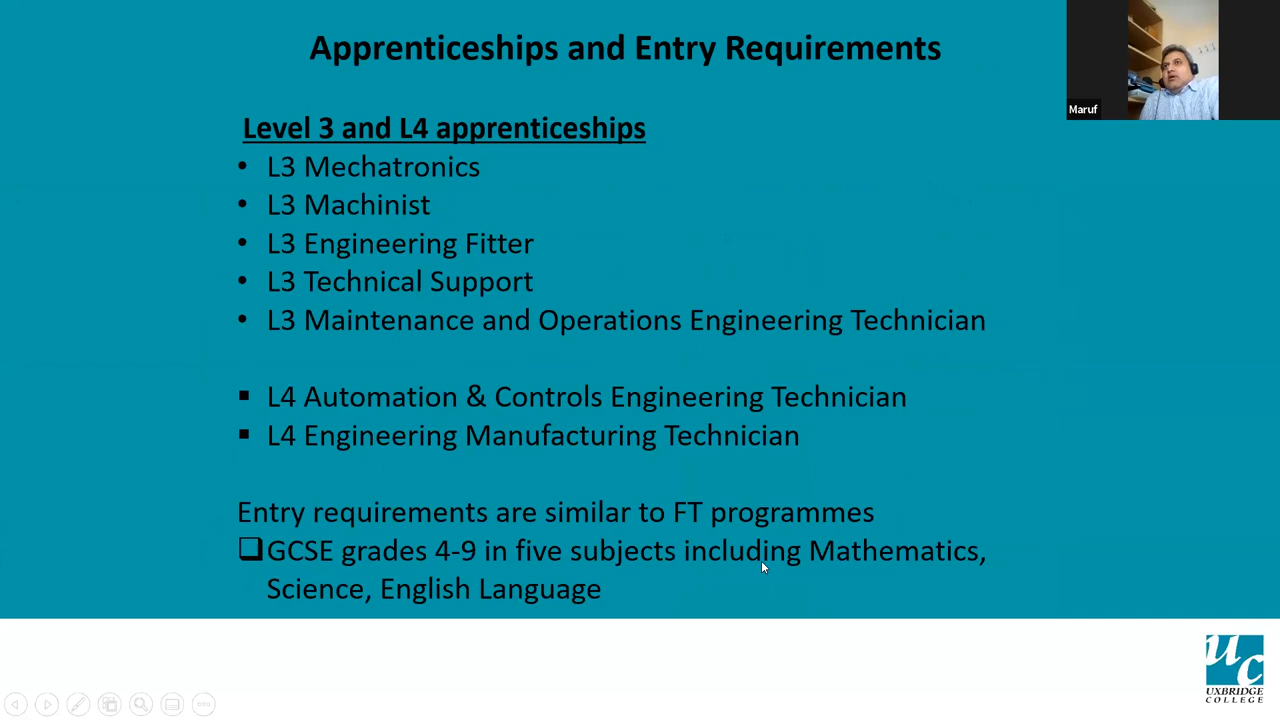 Apprenticeships and Entry Requirements
Maruf
Level 3 and L4 apprenticeships
• L3 Mechatronics
• L3 Machinist
• L3 Engineering Fitter
• L3 Technical Support
• L3 Maintenance and Operations Engineering Technician
▪ L4 Automation & Controls Engineering Technician
▪ L4 Engineering Manufacturing Technician
Entry requirements are similar to FT programmes
❑GCSE grades 4-9 in five subjects including Mathematics,
Science, English Language
uc
UXBRIDGE
COLLEGE